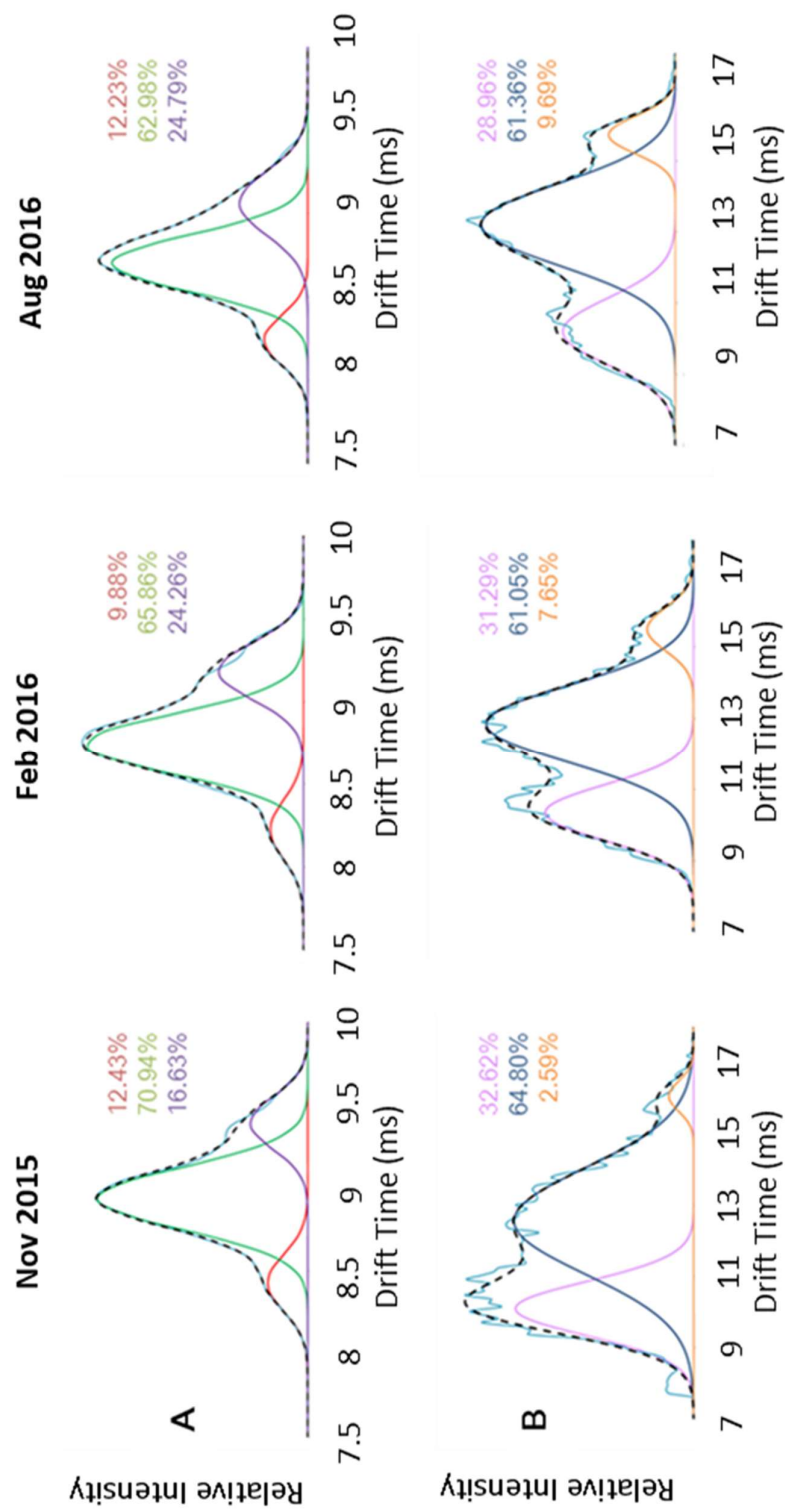 Nov 2015
Feb 2016
Aug 2016
A
Relative Intensity
12.43%
70.94%
16.63%
7.5 8 8.5 9 9.5 10
Drift Time (ms)
9.88%
65.86%
24.26%
7.5 8 8.5 9 9.5 10
Drift Time (ms)
12.23%
62.98%
24.79%
7.5 8 8.5 9 9.5 10
Drift Time (ms)
B
Relative Intensity
32.62%
64.80%
2.59%
7 9 11 13 15 17
Drift Time (ms)
31.29%
61.05%
7.65%
7 9 11 13 15 17
Drift Time (ms)
28.96%
61.36%
9.69%
7 9 11 13 15 17
Drift Time (ms)